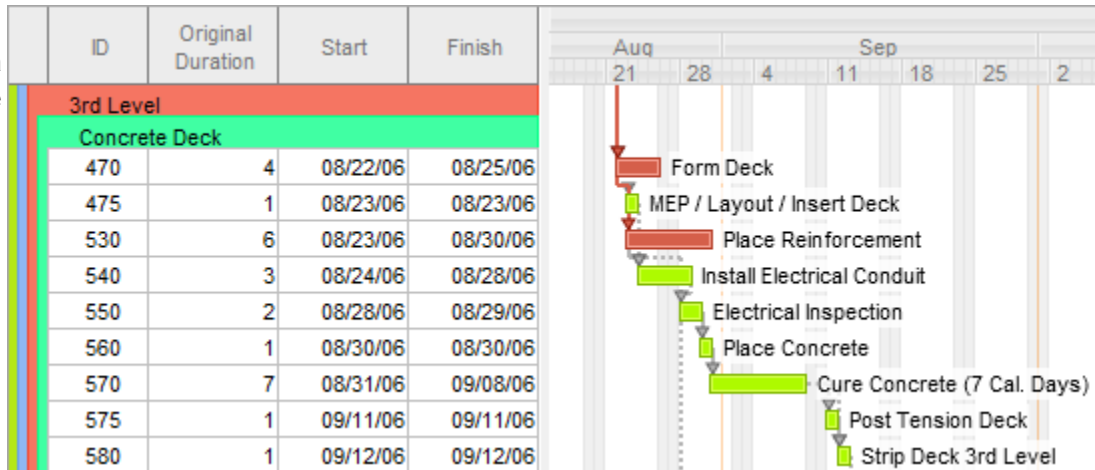 ID Original Duration Start Finish Aug Sep
21 28 4 11 18 25 2
3rd Level
Concrete Deck
470 4 08/22/06 08/25/06 Form Deck
475 1 08/23/06 08/23/06 MEP / Layout / Insert Deck
530 6 08/23/06 08/30/06 Place Reinforcement
540 3 08/24/06 08/28/06 Install Electrical Conduit
550 2 08/28/06 08/29/06 Electrical Inspection
560 1 08/30/06 08/30/06 Place Concrete
570 7 08/31/06 09/08/06 Cure Concrete (7 Cal. Days)
575 1 09/11/06 09/11/06 Post Tension Deck
580 1 09/12/06 09/12/06 Strip Deck 3rd Level